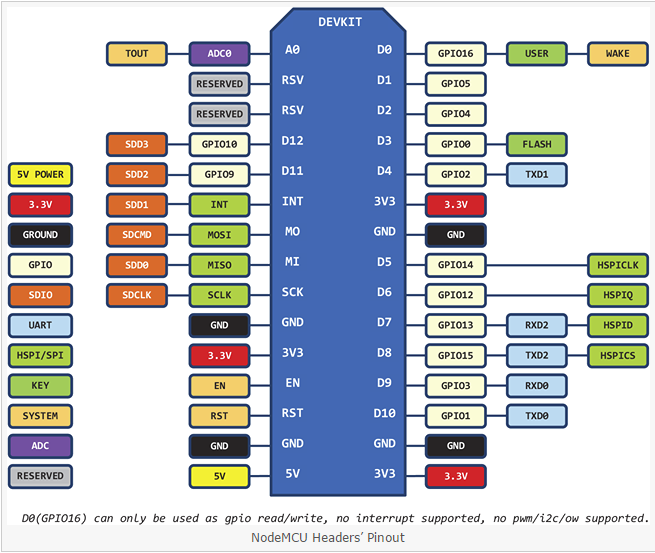 DEVKIT
TOUT ADC0 A0 D0 GPIO16 USER WAKE
RESERVED RSV D1 GPIO5
RESERVED RSV D2 GPIO4
SDD3 GPIO10 D12 D3 GPIO0 FLASH
5V POWER SDD2 GPIO9 D11 D4 GPIO2 TXD1
3.3V SDD1 INT INT 3V3 3.3V
GROUND SDCMD MOSI MO GND GND
GPIO SDD0 MISO MI D5 GPIO14 HSPICLK
SDIO SDCLK SCLK SCK D6 GPIO12 HSPIQ
UART GND GND D7 GPIO13 RXD2 HSPID
HSPI/SPI 3.3V 3V3 D8 GPIO15 TXD2 HSPICS
KEY EN EN D9 GPIO3 RXD0
SYSTEM RST RST D10 GPIO1 TXD0
ADC GND GND GND GND
RESERVED 5V 5V 3V3 3.3V
D0(GPIO16) can only be used as gpio read/write, no interrupt supported, no pwm/i2c/ow supported.
NodeMCU Headers´ Pinout